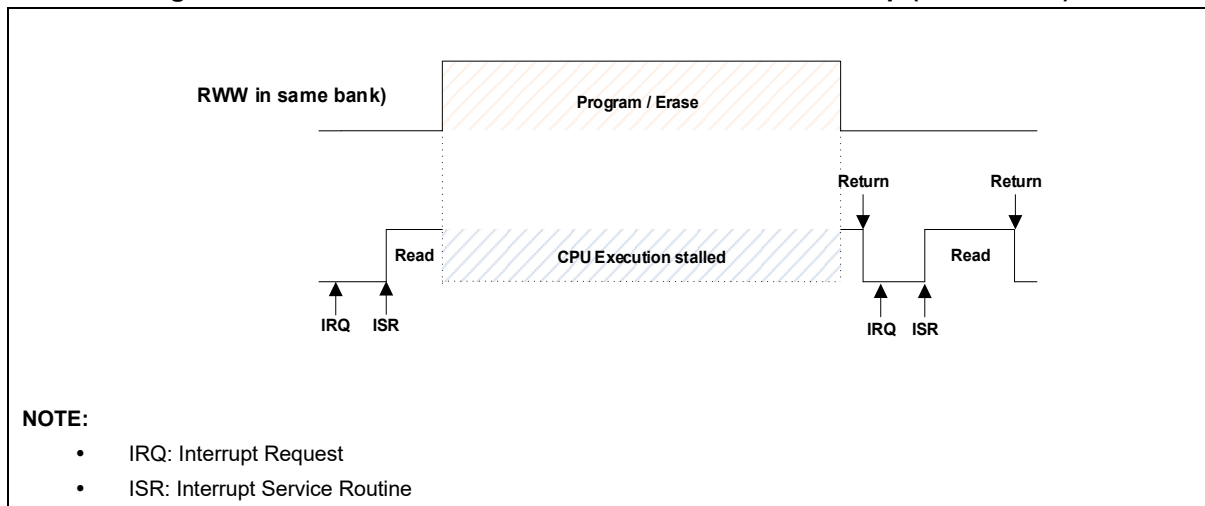 RWW in same bank)
Program / Erase
Return
Return
Read
CPU Execution stalled
Read
IRQ
ISR
IRQ
ISR
NOTE:
• IRQ: Interrupt Request
• ISR: Interrupt Service Routine